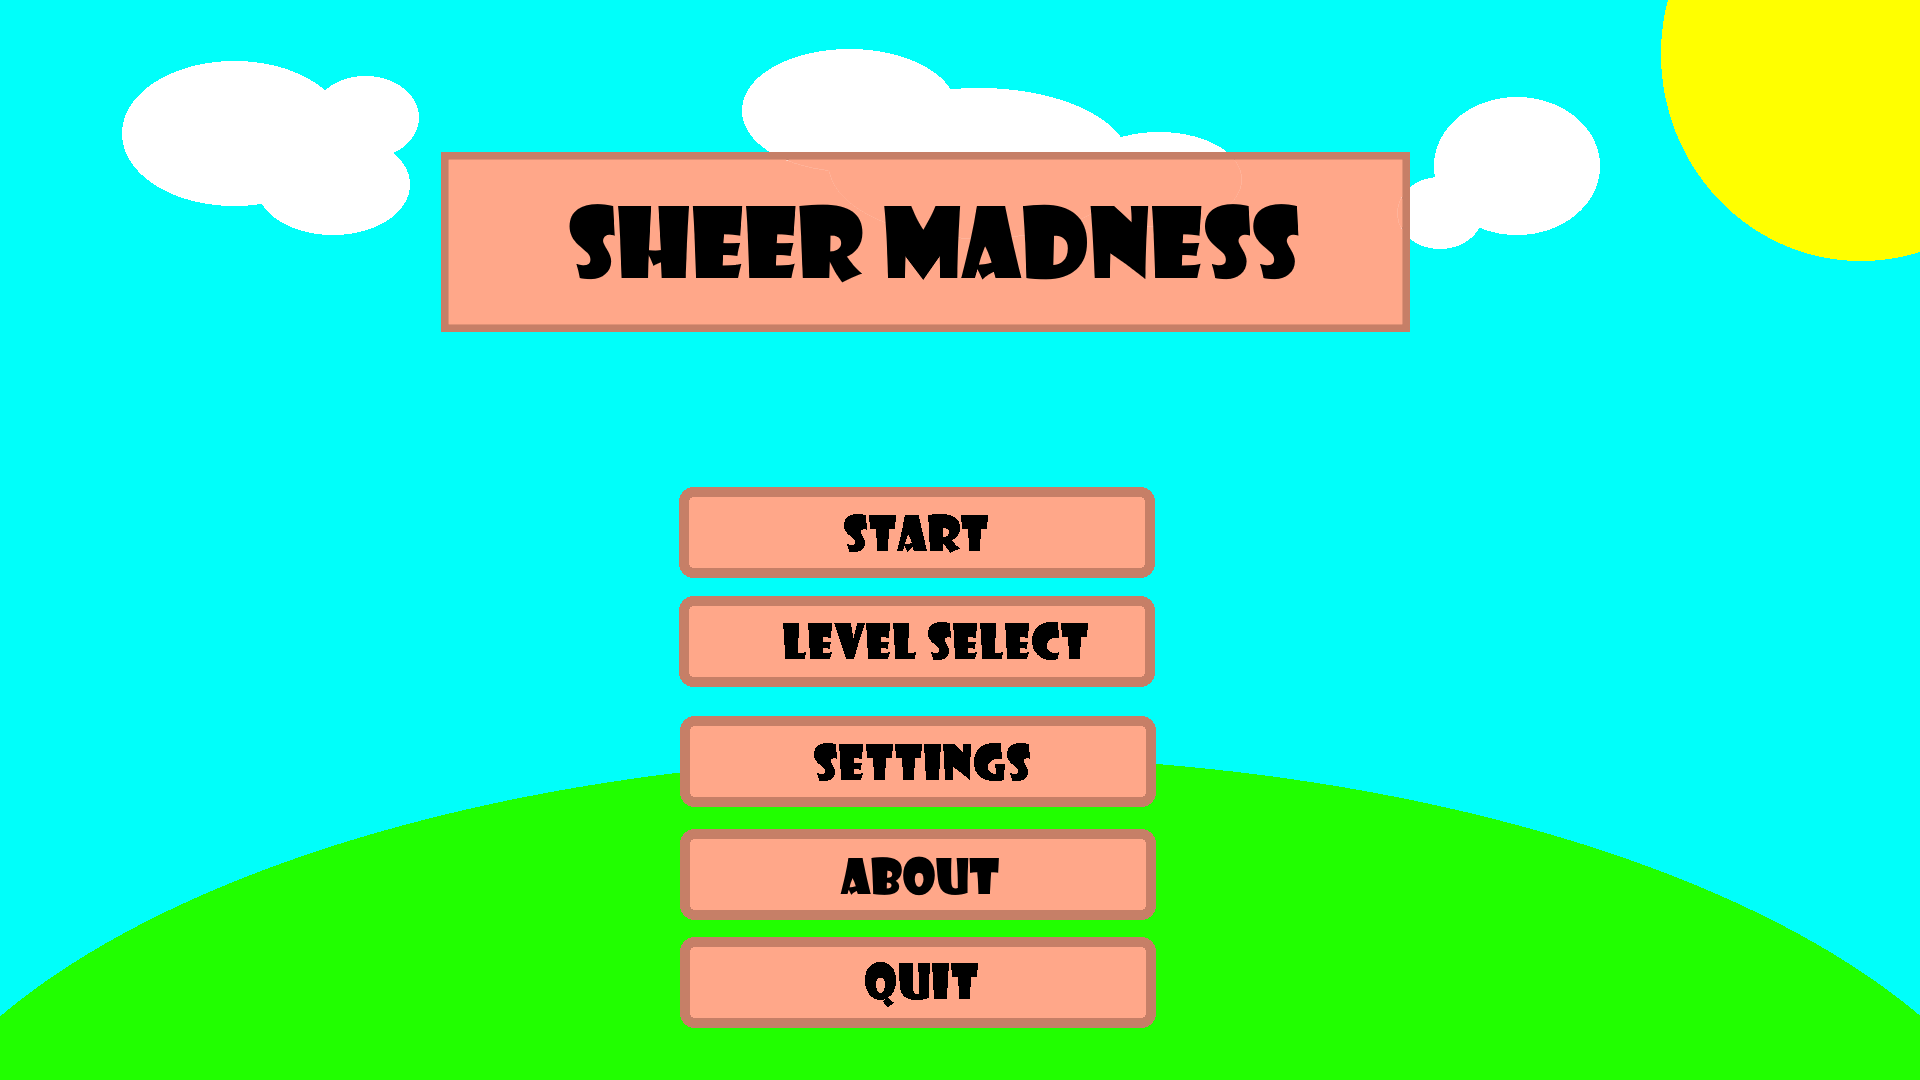 SHEER MADNESS
START
LEVEL SELECT
SETTINGS
ABOUT
QUIT